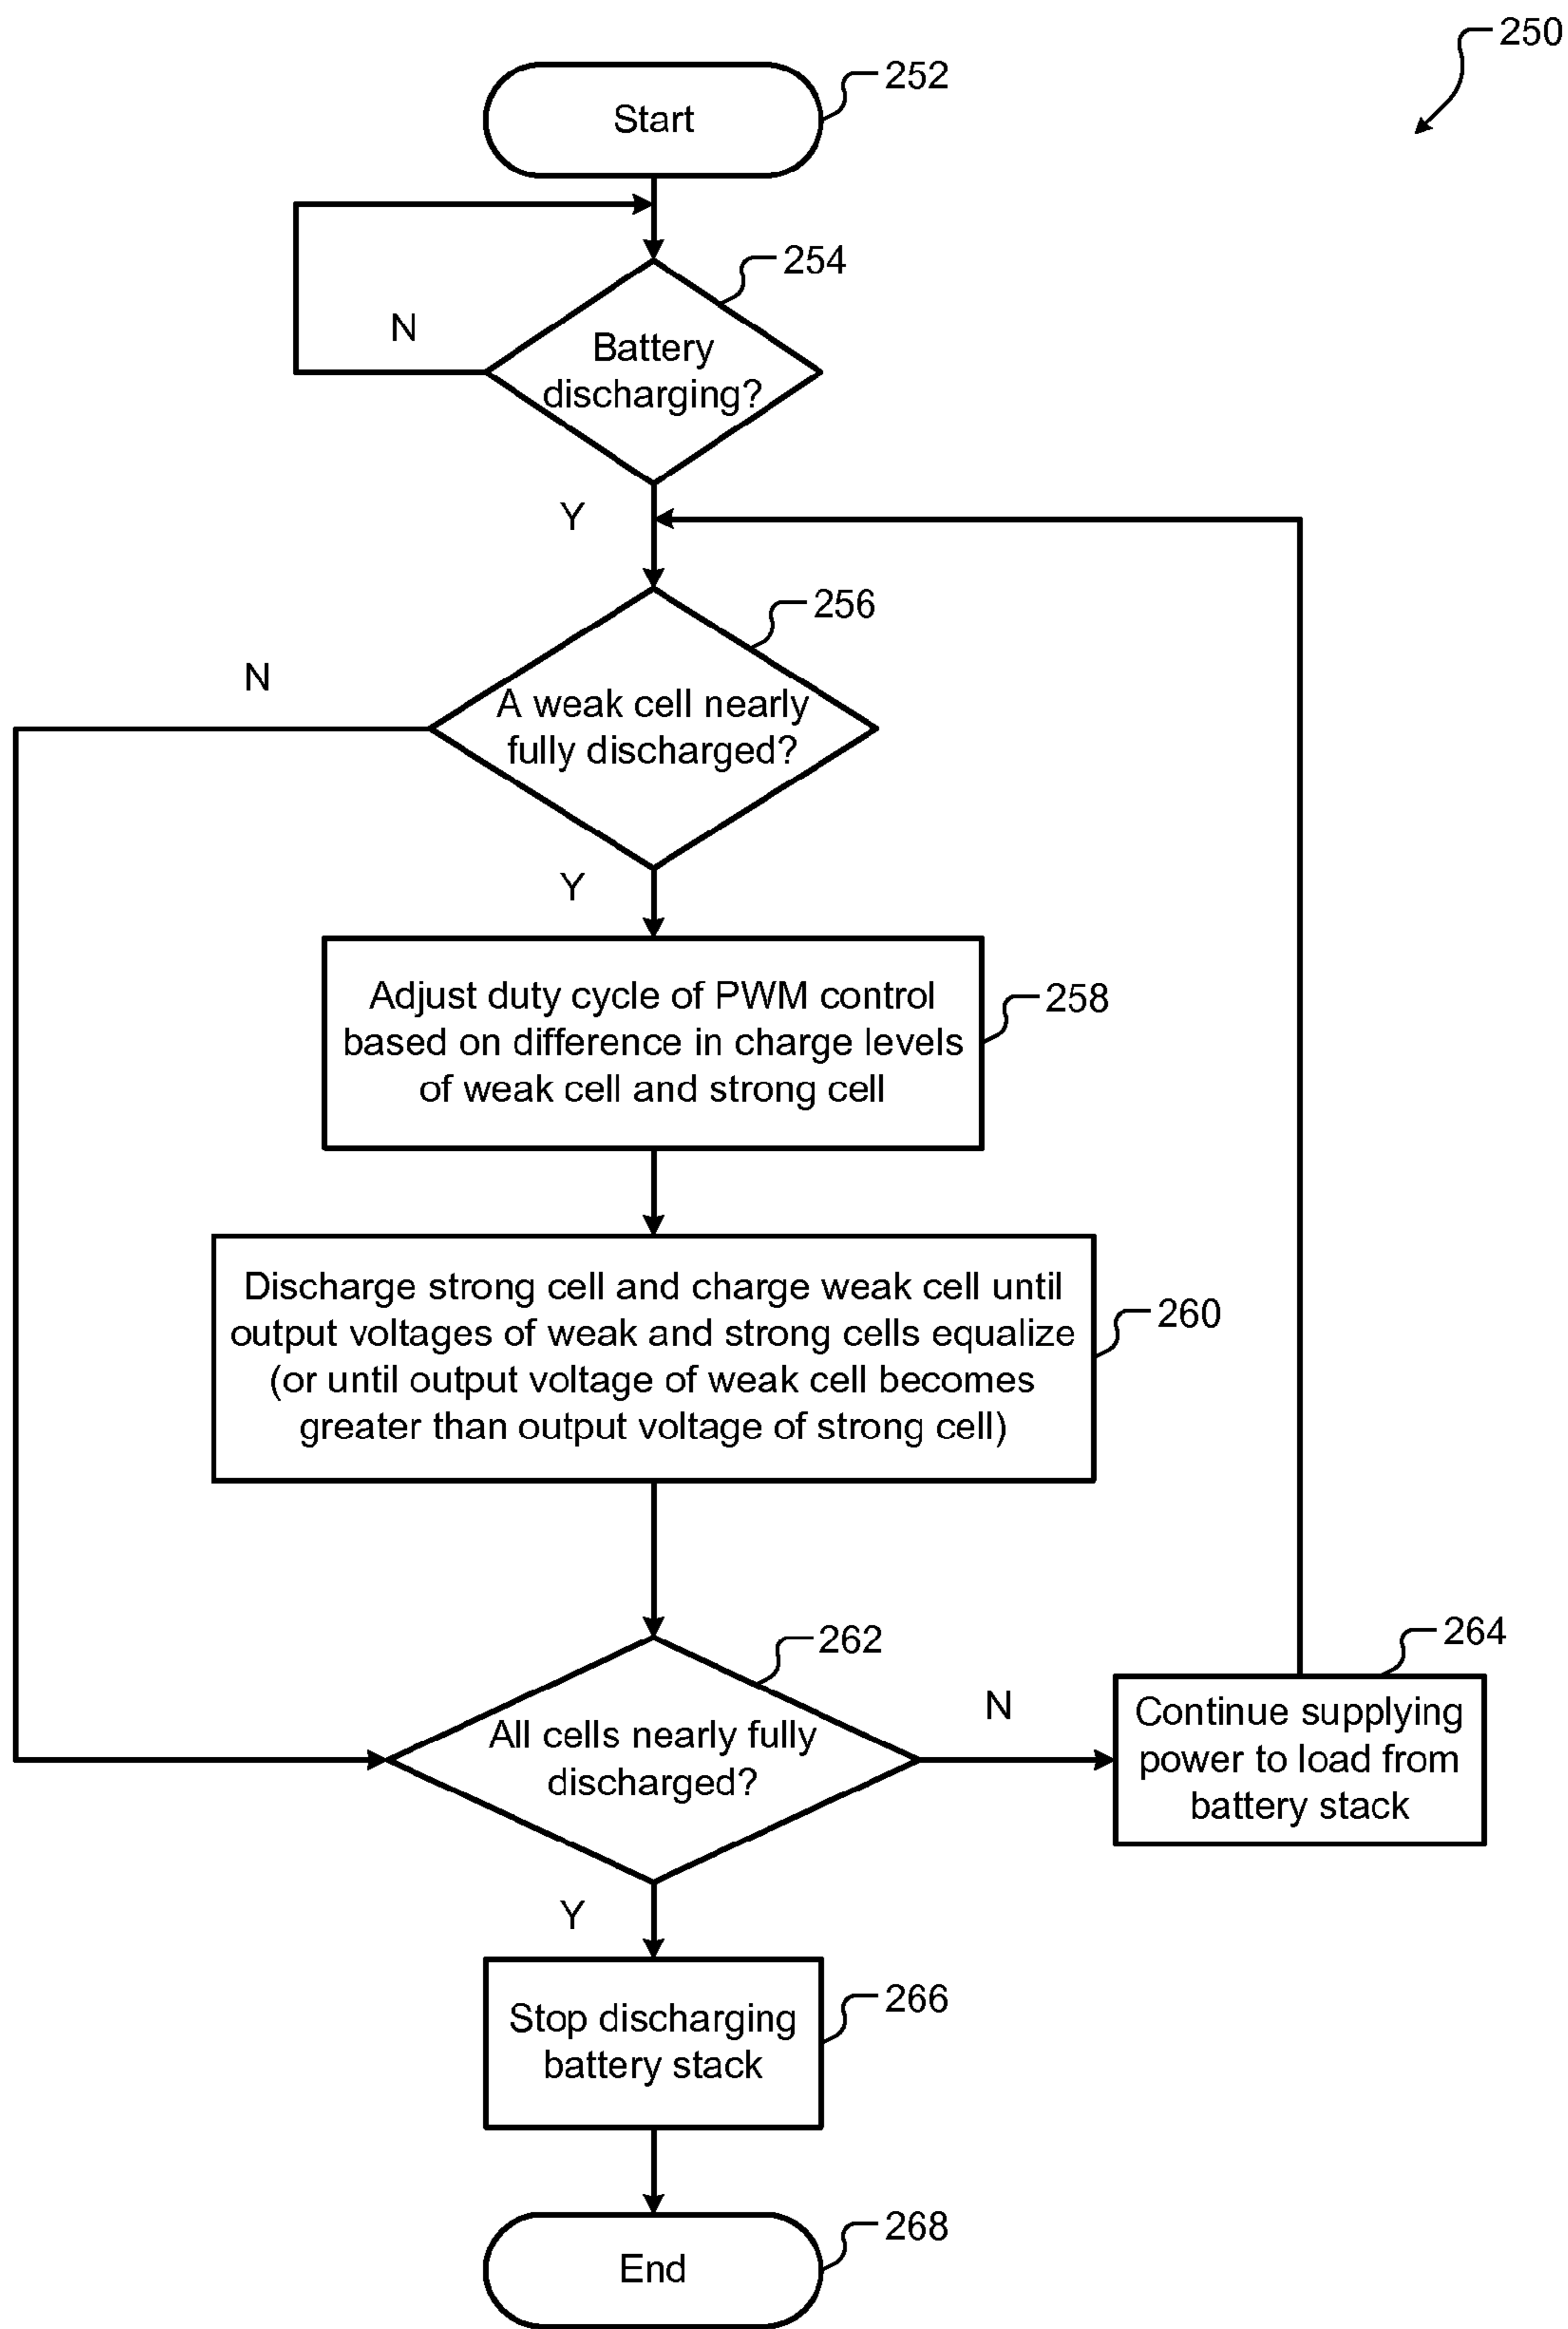 250
252
Start
254
N
Battery
discharging?
Y
256
N
A weak cell nearly
fully discharged?
Y
Adjust duty cycle of PWM control
based on difference in charge levels
of weak cell and strong cell
258
Discharge strong cell and charge weak cell until
output voltages of weak and strong cells equalize
(or until output voltage of weak cell becomes
greater than output voltage of strong cell)
260
262
All cells nearly fully
discharged?
N
264
Continue supplying
power to load from
battery stack
Y
Stop discharging
battery stack
266
End
268